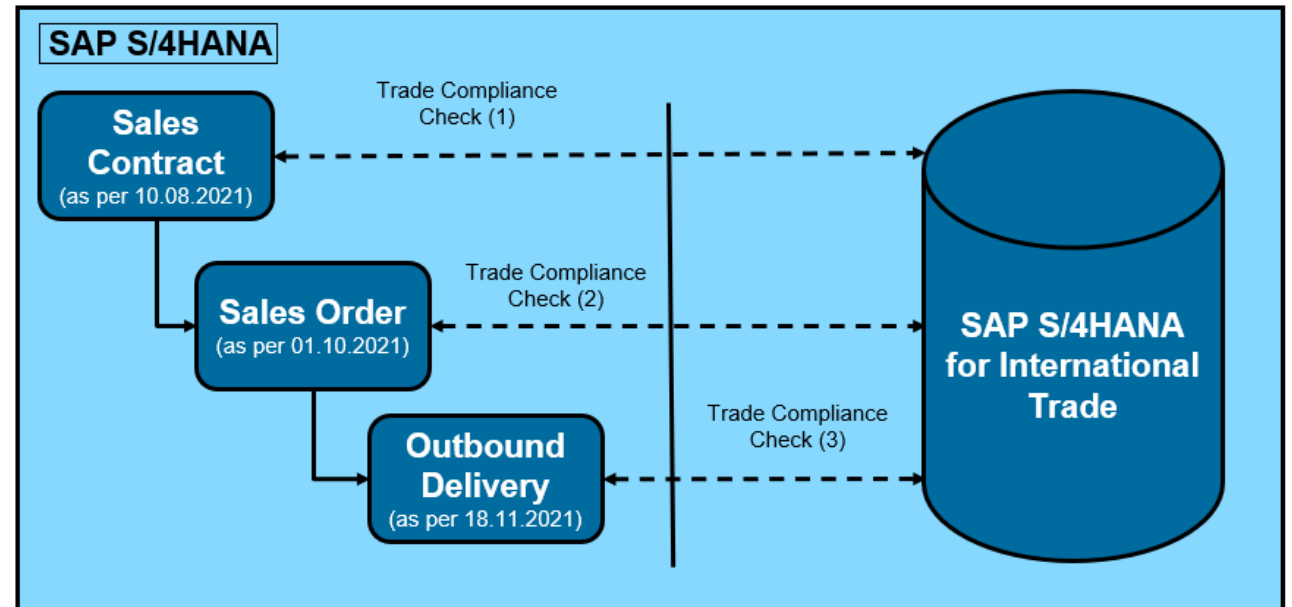 SAP S/4HANA
Trade Compliance
Check (1)
Sales
Contract
(as per 10.08.2021)
Trade Compliance
Check (2)
Sales Order
(as per 01.10.2021)
SAP S/4HANA
for International
Trade
Trade Compliance
Check (3)
Outbound
Delivery
(as per 18.11.2021)